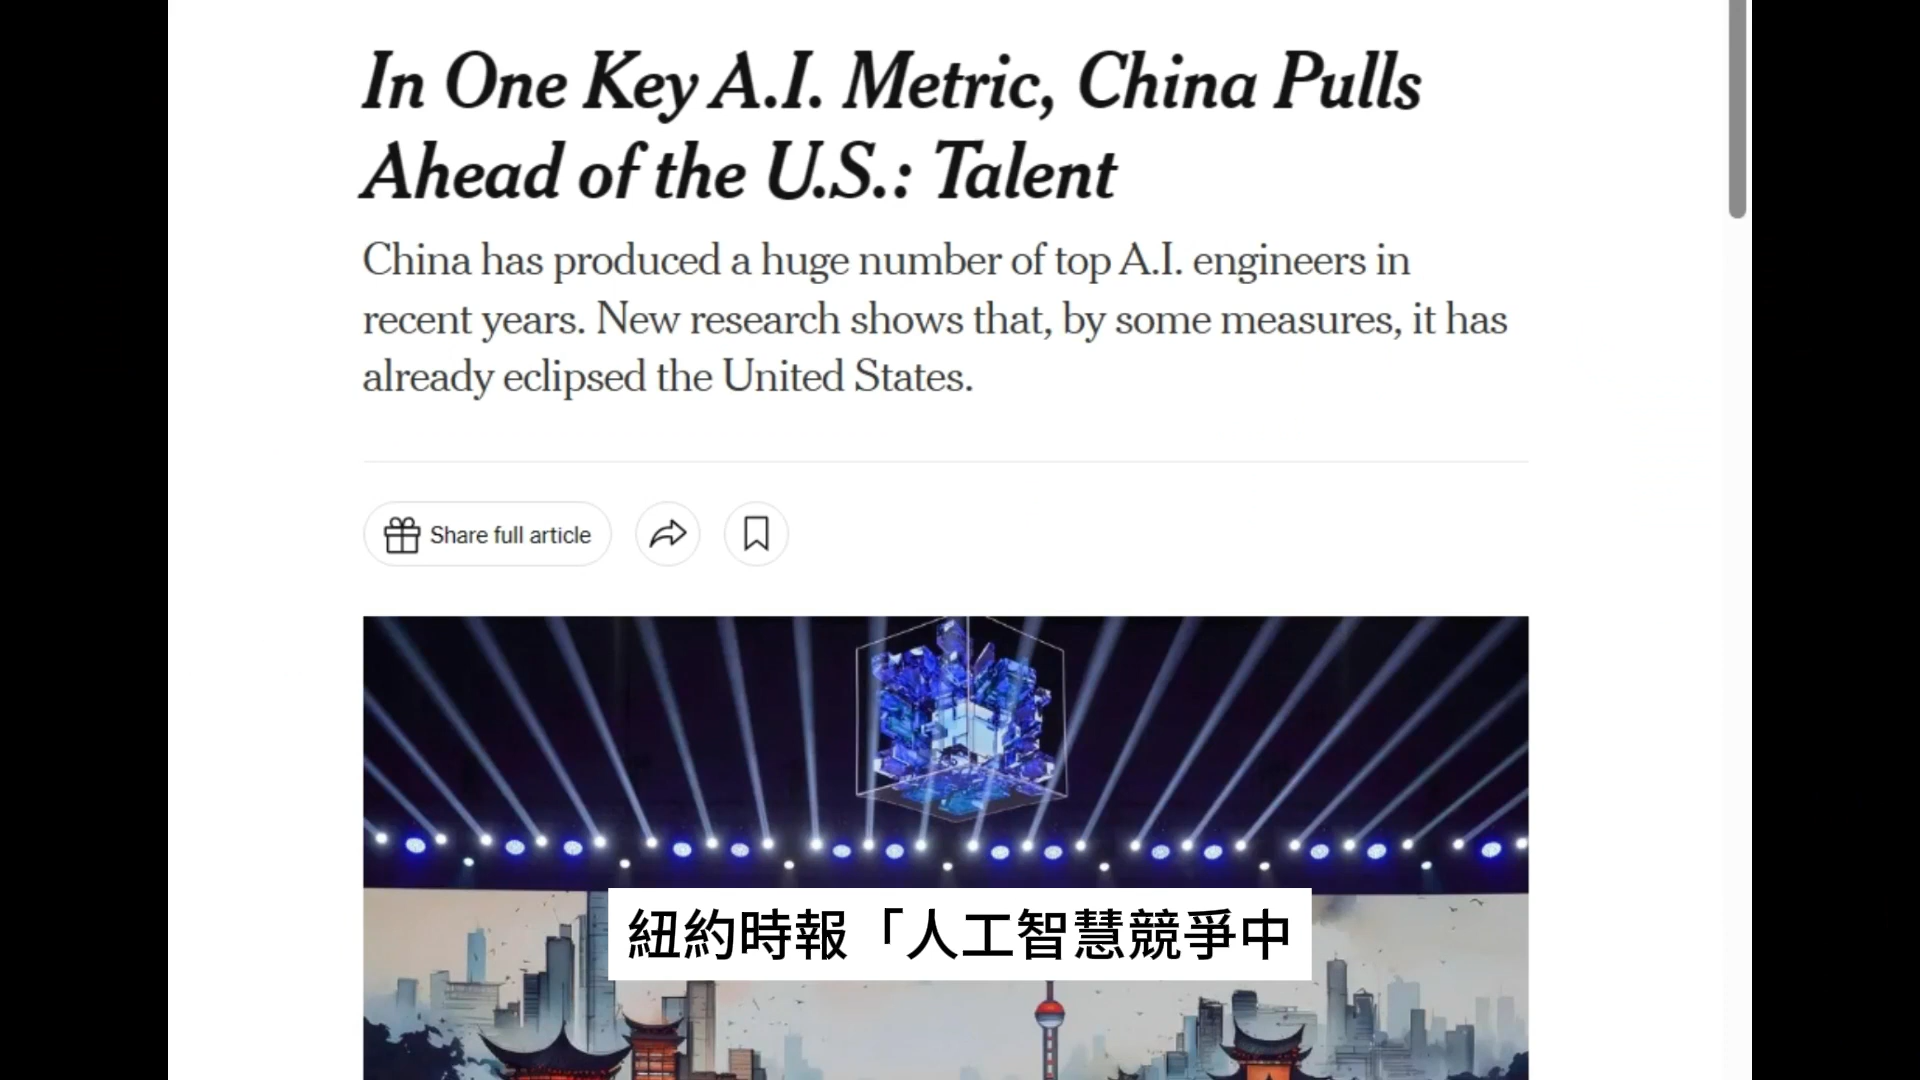 In One Key A.I. Metric, China Pulls
Ahead of the U.S.: Talent
China has produced a huge number of top A.I. engineers in
recent years. New research shows that, by some measures, it has
already eclipsed the United States.
Share full article
紐約時報「人工智慧競爭中